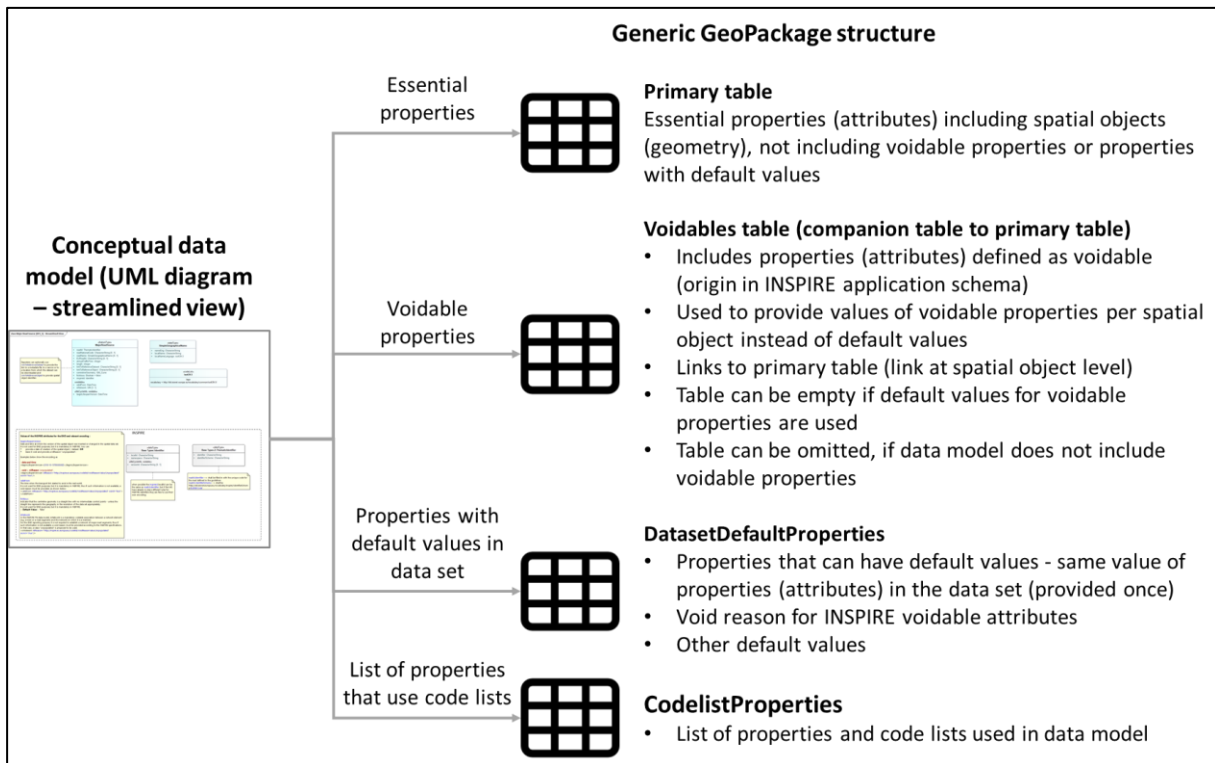 Generic GeoPackage structure
Essential
properties
Primary table
Essential properties (attributes) including spatial objects
(geometry), not including voidable properties or properties
with default values
Conceptual data
model (UML diagram
– streamlined view)
Voidable
properties
Voidables table (companion table to primary table)
• Includes properties (attributes) defined as voidable
(origin in INSPIRE application schema)
• Used to provide values of voidable properties per spatial
object instead of default values
• Links to primary table (link at spatial object level)
• Table can be empty if default values for voidable
properties are used
• Table can be omitted, if data model does not include
voidable properties
Properties with
default values in
data set
DatasetDefaultProperties
• Properties that can have default values - same value of
properties (attributes) in the data set (provided once)
• Void reason for INSPIRE voidable attributes
• Other default values
List of properties
that use code lists
CodelistProperties
• List of properties and code lists used in data model